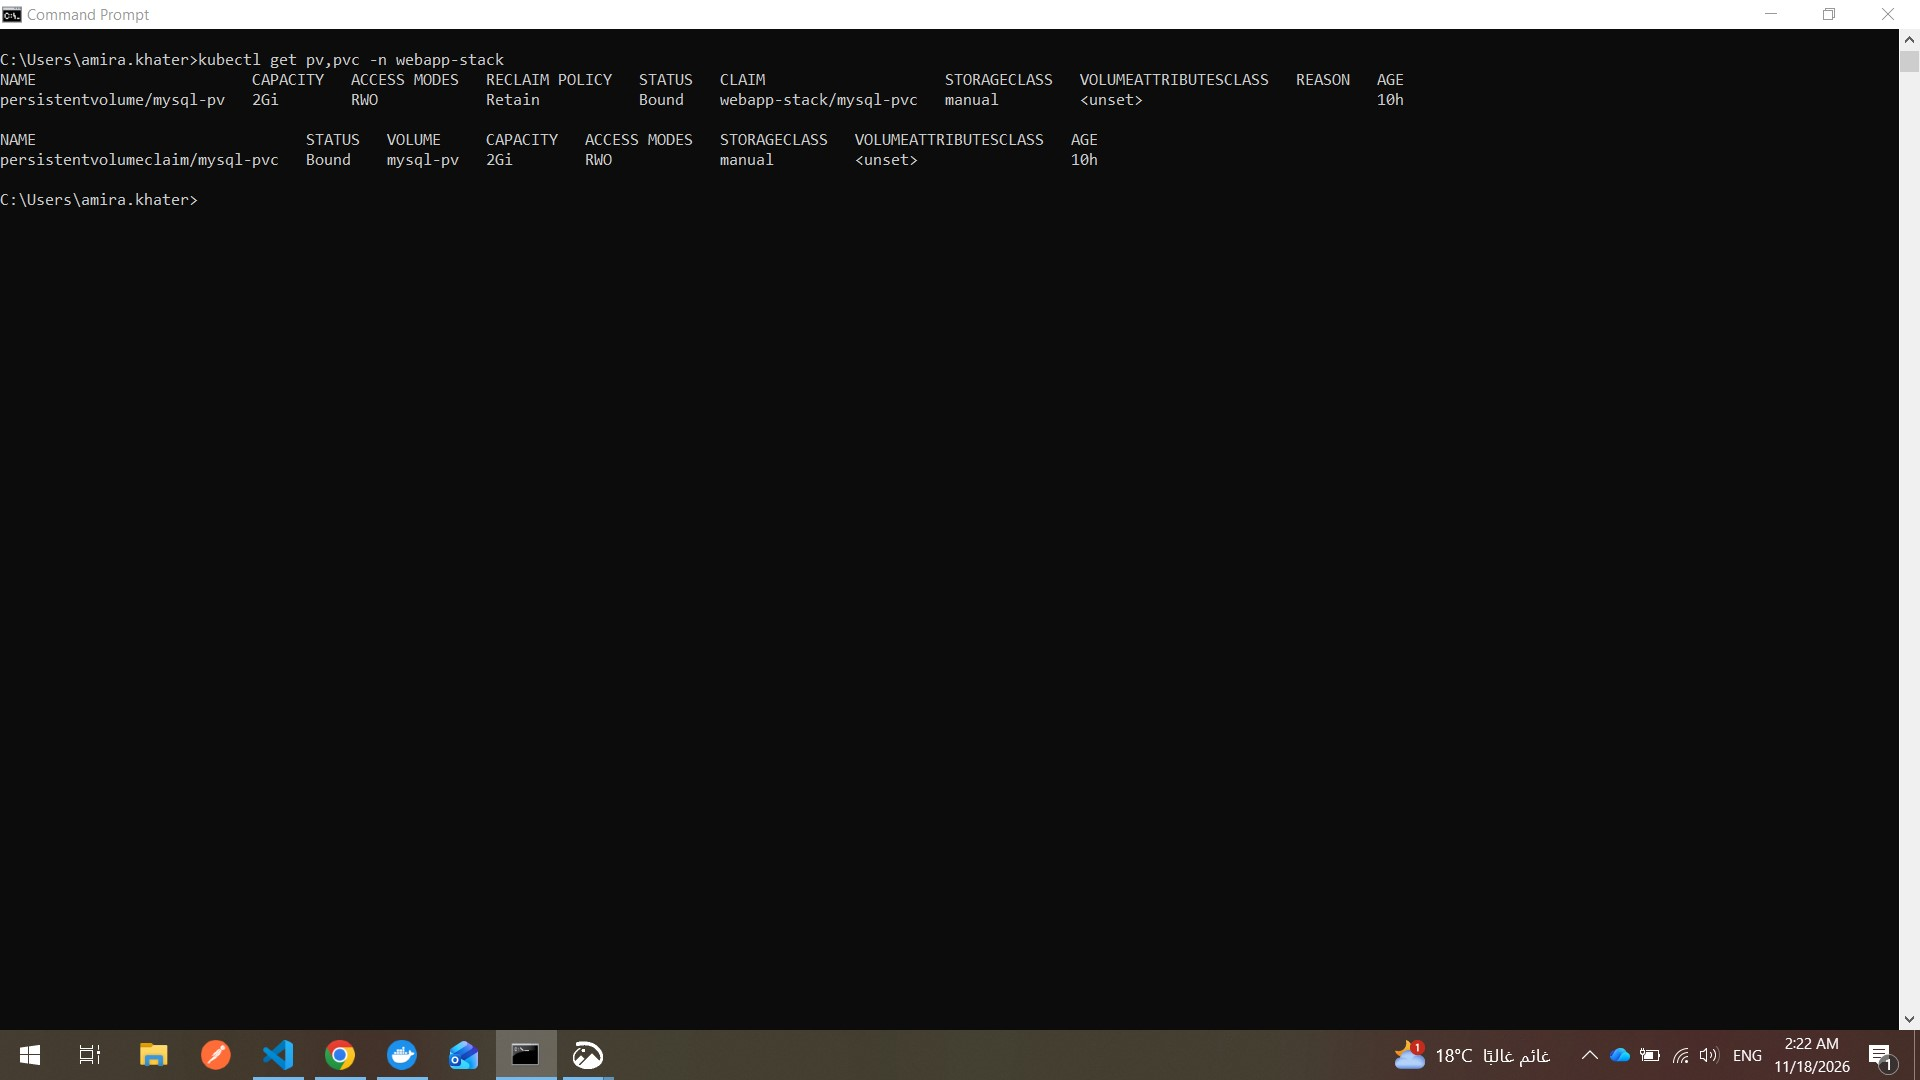 Command Prompt
C:\Users\amira.khater>kubectl get pv,pvc -n webapp-stack
NAME CAPACITY ACCESS MODES RECLAIM POLICY STATUS CLAIM STORAGECLASS VOLUMEATTRIBUTESCLASS REASON AGE
persistentvolume/mysql-pv 2Gi RWO Retain Bound webapp-stack/mysql-pvc manual <unset> 10h
NAME STATUS VOLUME CAPACITY ACCESS MODES STORAGECLASS VOLUMEATTRIBUTESCLASS AGE
persistentvolumeclaim/mysql-pvc Bound mysql-pv 2Gi RWO manual <unset> 10h
C:\Users\amira.khater>
1 18°C غائم غالبًا ENG 2:22 AM
11/18/2026 1